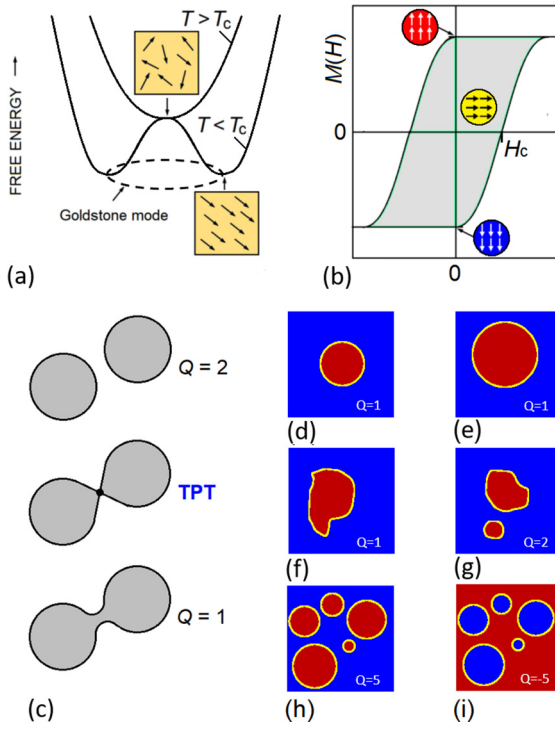 FREE ENERGY →
T > Tc
T < Tc
Goldstone mode
(a)
M(H)
0
Hc
0
(b)
Q = 2
TPT
Q = 1
(c)
Q=1
(d)
Q=1
(e)
Q=1
(f)
Q=2
(g)
Q=5
(h)
Q=-5
(i)